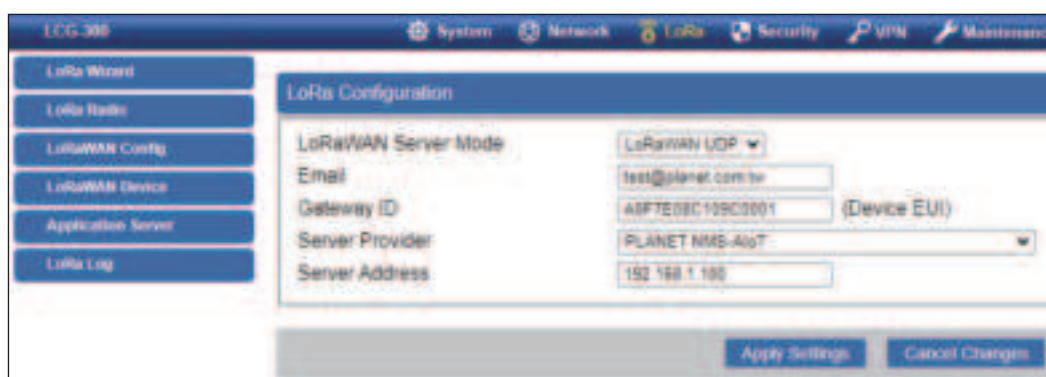 LCG-300
System Network LoRa Security VPN Maintenanc
LoRa Wizard
LoRa Radio
LoRaWAN Config
LoRaWAN Device
Application Server
LoRa Log
LoRa Configuration
LoRaWAN Server Mode LoRaWAN UDP
Email test@planet.com.tw
Gateway ID A8F7E08C109C0001 (Device EUI)
Server Provider PLANET NMS-AIoT
Server Address 192.168.1.100
Apply Settings Cancel Changes